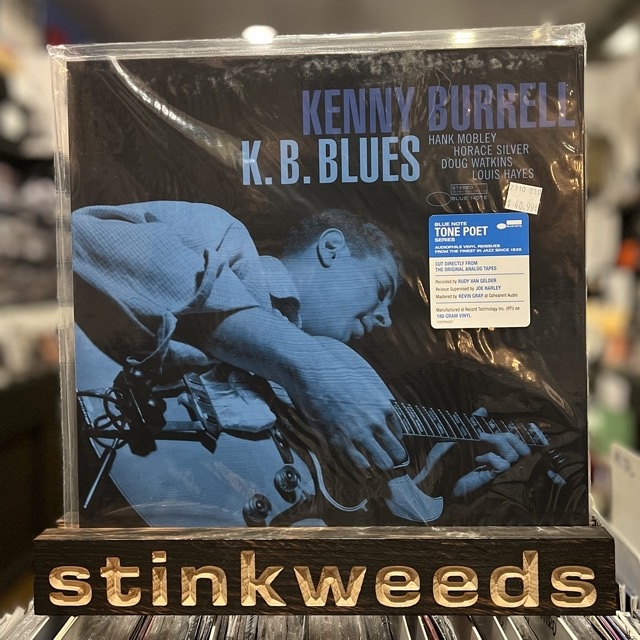 KENNY BURRELL
K.B. BLUES
HANK MOBLEY
HORACE SILVER
DOUG WATKINS
LOUIS HAYES
STEREO
BLUE NOTE
BLUE NOTE
TONE POET
SERIES
AUDIOPHILE VINYL REISSUES
FROM THE FINEST IN JAZZ SINCE 1939
CUT DIRECTLY FROM
THE ORIGINAL ANALOG TAPES
Recorded by RUDY VAN GELDER
Reissue Supervised by JOE HARLEY
Mastered by KEVIN GRAY at Cohearent Audio
Manufactured at Record Technology Inc. (RTI) on
180 GRAM VINYL
stinkweeds